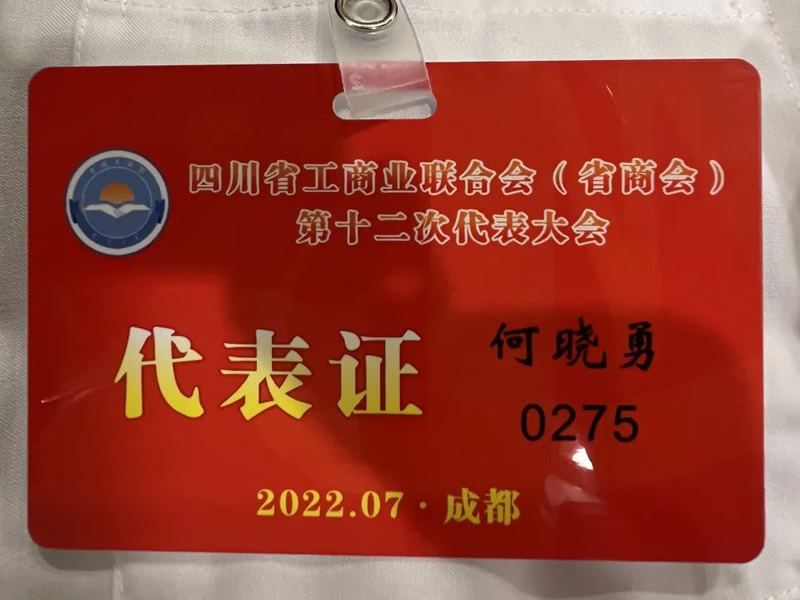 四川省工商业联合会（省商会）
第十二次代表大会
代表证
何晓勇
0275
2022.07·成都